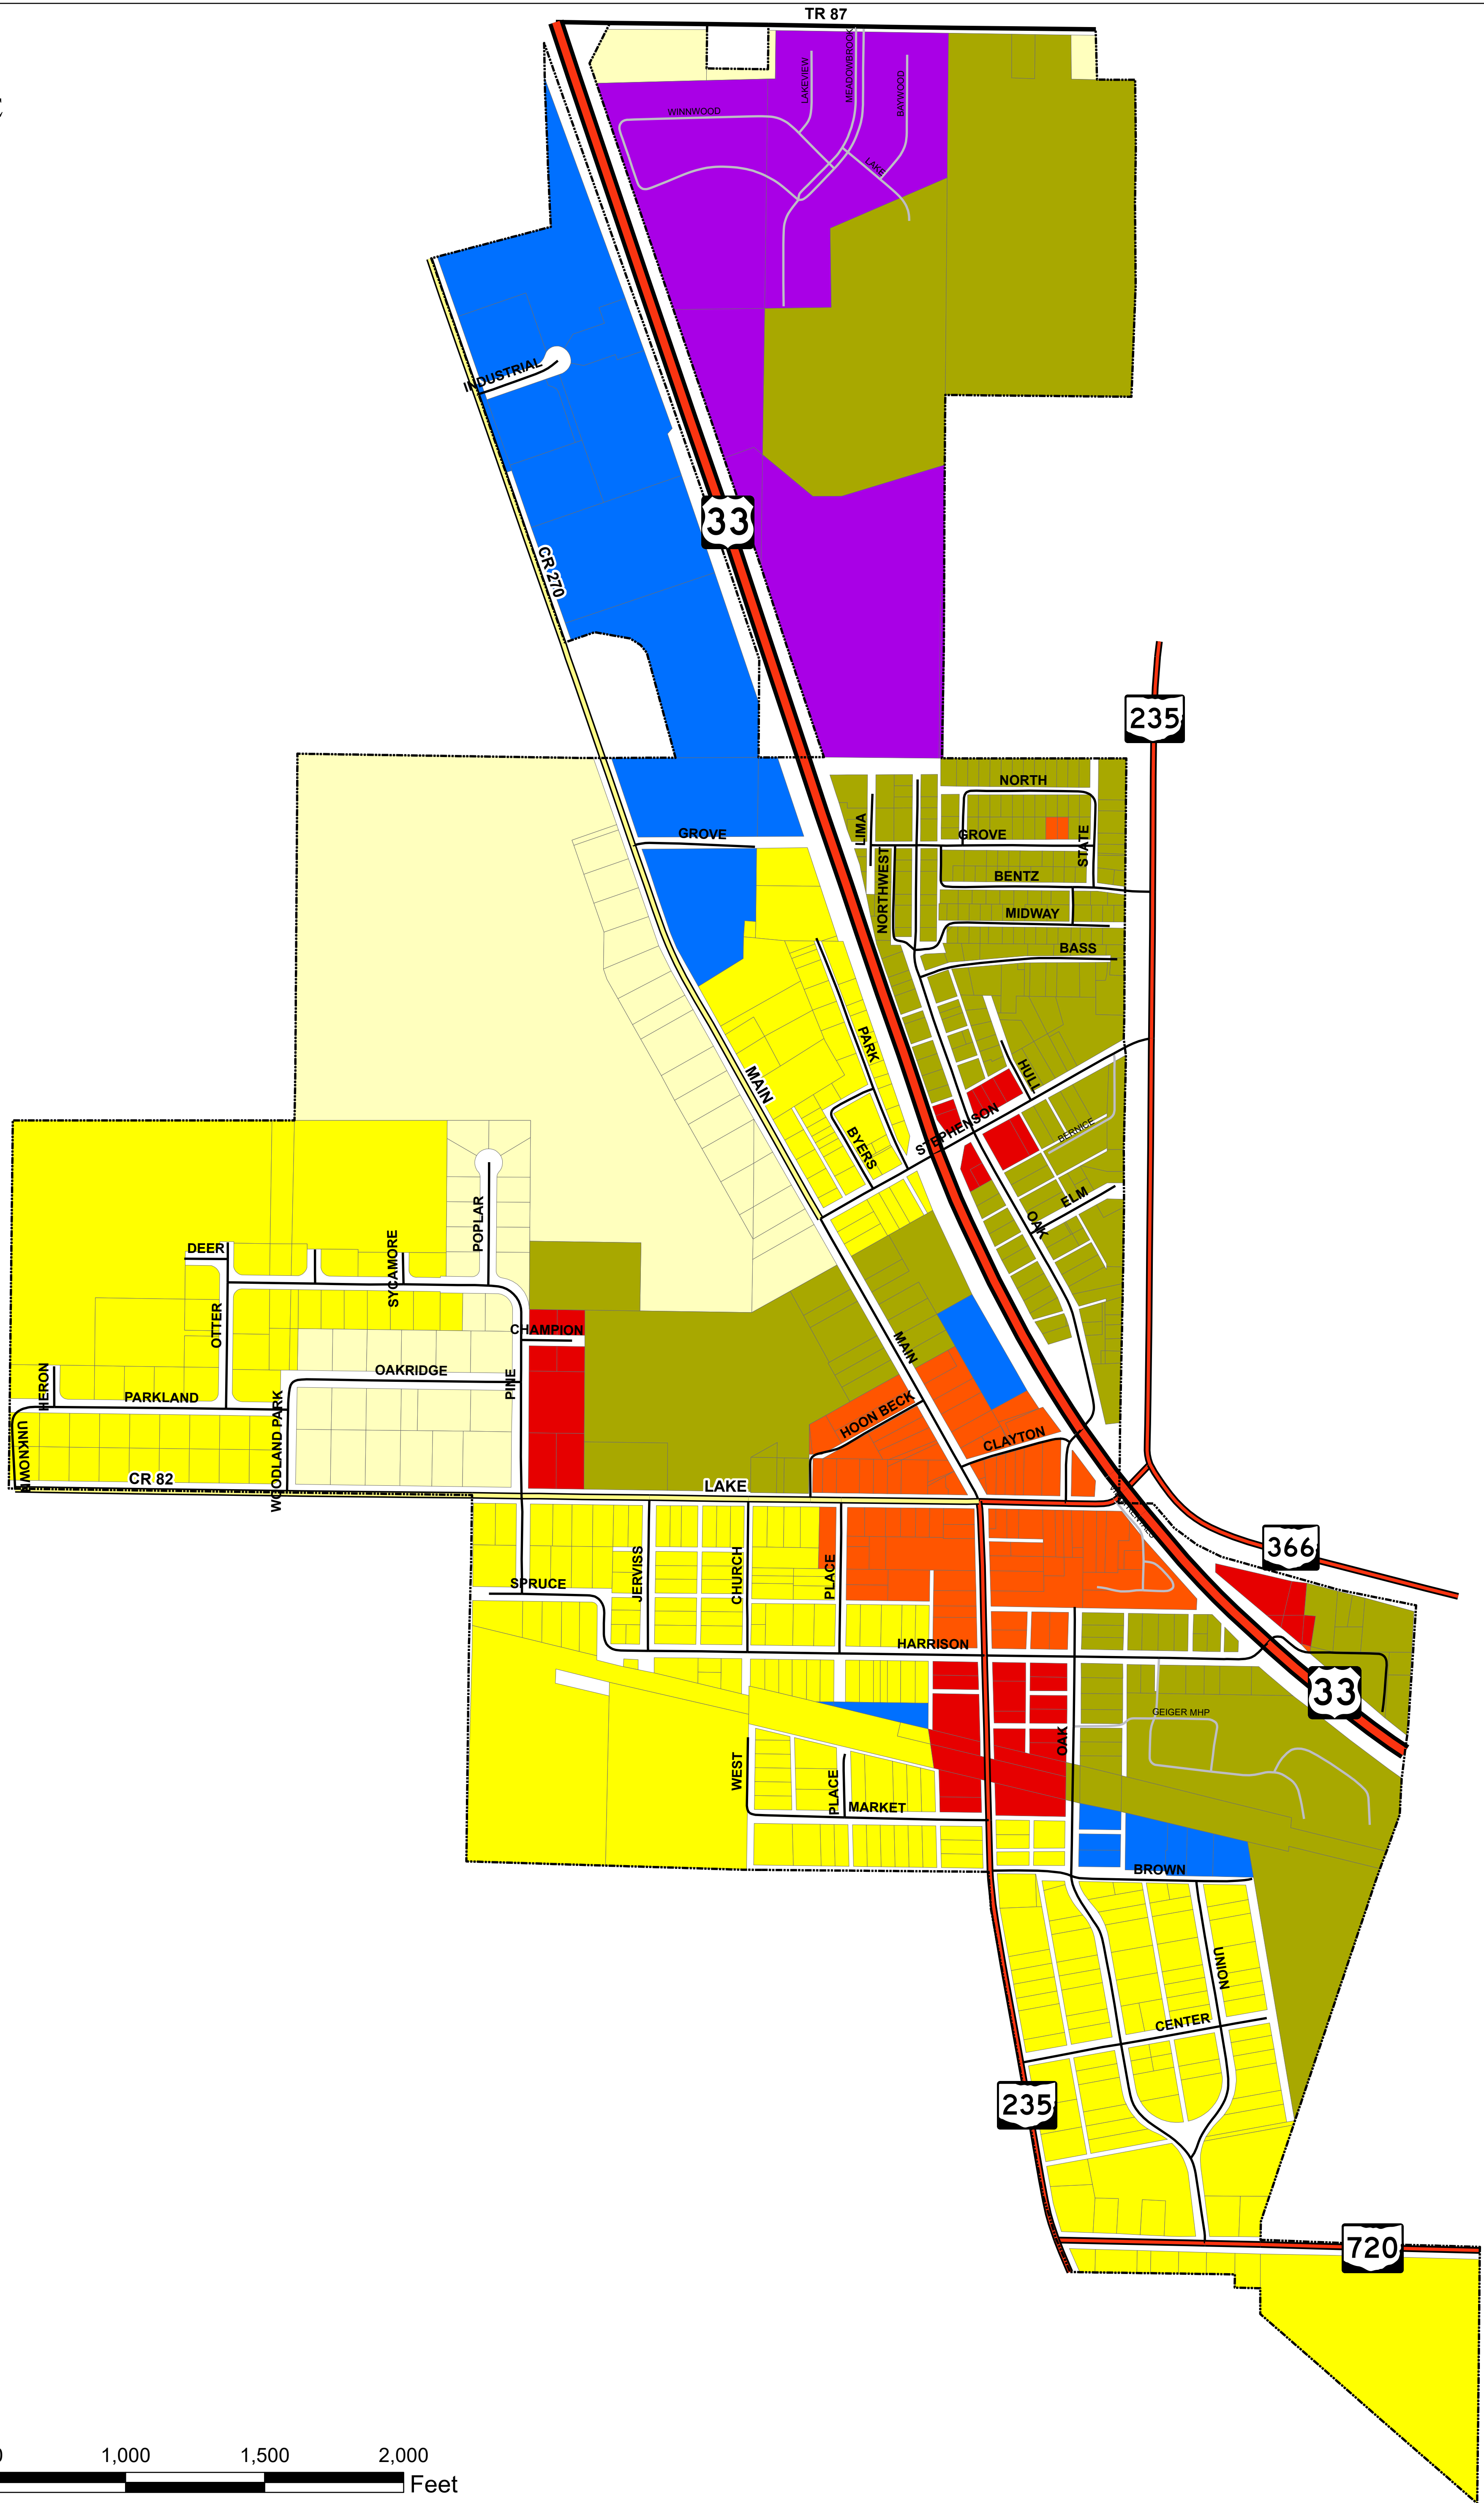 TR 87
LAKEVIEW
MEADOWBROOK
BAYWOOD
WINNWOOD
LAKE
INDUSTRIAL
33
CR 270
235
NORTH
LIMA
GROVE
GROVE
STATE
NORTHWEST
BENTZ
MIDWAY
BASS
PARK
MAIN
HULL
STEPHENSON
BYERS
BERNICE
ELM
OAK
POPLAR
DEER
SYCAMORE
OTTER
CHAMPION
MAIN
OAKRIDGE
PINE
HERON
PARKLAND
HOON BECK
WOODLAND PARK
UNKNOWN
CLAYTON
CR 82
LAKE
366
JERVISS
CHURCH
PLACE
SPRUCE
HARRISON
33
GEIGER MHP
OAK
WEST
PLACE
MARKET
BROWN
UNION
CENTER
235
720
1,000 1,500 2,000
Feet